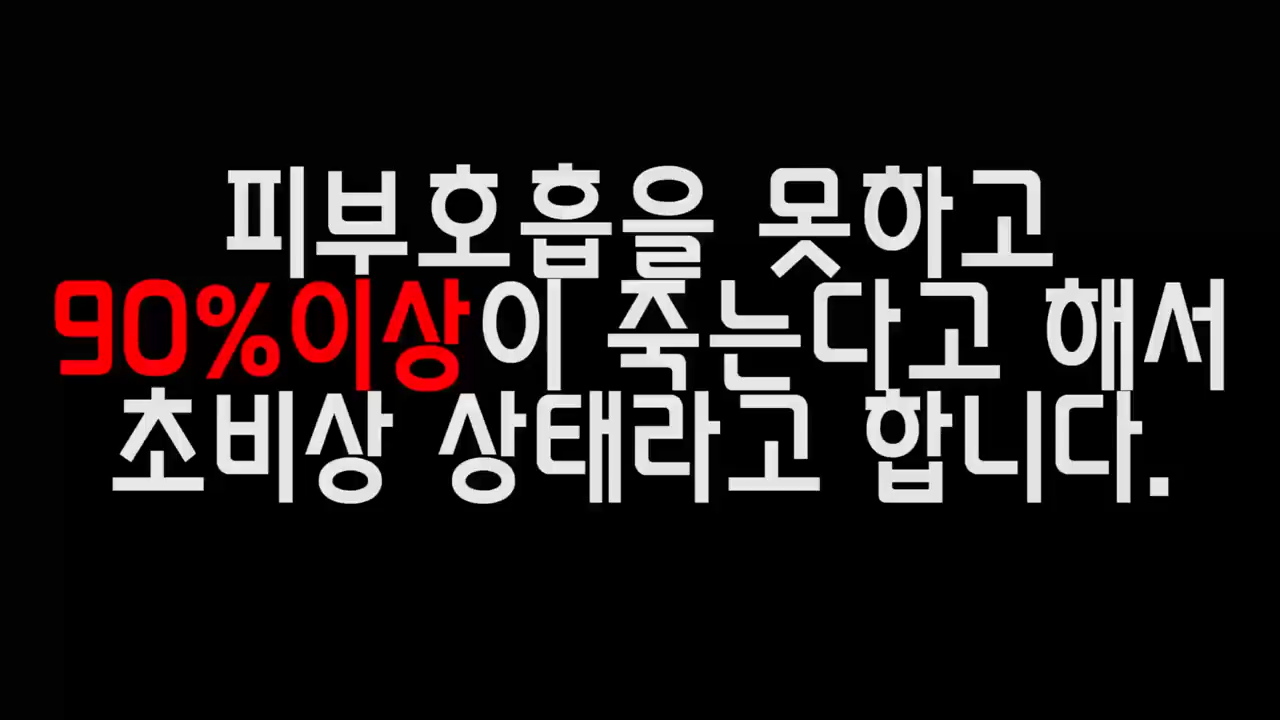 피부호흡을 못하고
90%이상이 죽는다고 해서
초비상 상태라고 합니다.